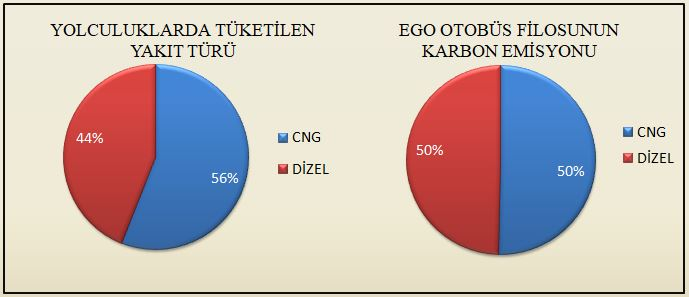 YOLCULUKLARDA TÜKETİLEN
YAKIT TÜRÜ
44%
56%
CNG
DİZEL
EGO OTOBÜS FİLOSUNUN
KARBON EMİSYONU
50%
50%
CNG
DİZEL